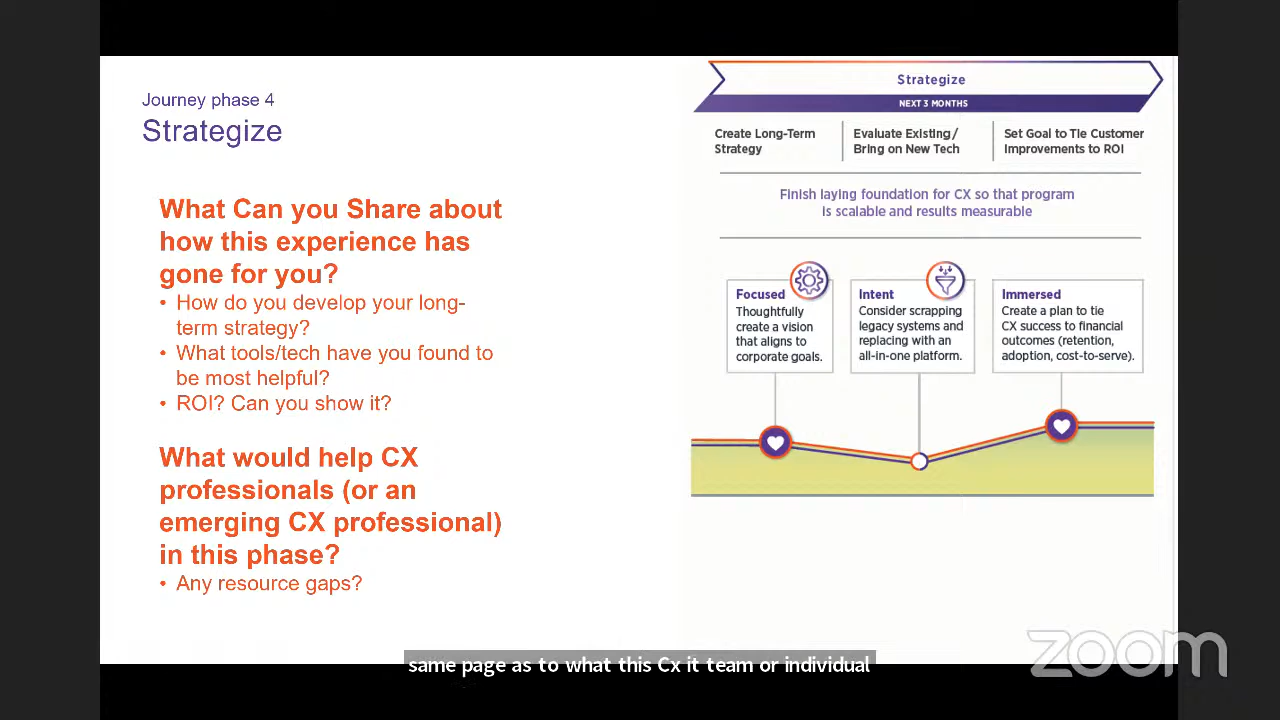 Journey phase 4
Strategize
What Can you Share about
how this experience has
gone for you?
• How do you develop your long-
term strategy?
• What tools/tech have you found to
be most helpful?
• ROI? Can you show it?
What would help CX
professionals (or an
emerging CX professional)
in this phase?
• Any resource gaps?
Strategize
NEXT 3 MONTHS
Create Long-Term
Strategy
Evaluate Existing/
Bring on New Tech
Set Goal to Tie Customer
Improvements to ROI
Finish laying foundation for CX so that program
is scalable and results measurable
Focused
Thoughtfully
create a vision
that aligns to
corporate goals.
Intent
Consider scrapping
legacy systems and
replacing with an
all-in-one platform.
Immersed
Create a plan to tie
CX success to financial
outcomes (retention,
adoption, cost-to-serve).
same page as to what this Cx it team or individual
zoom